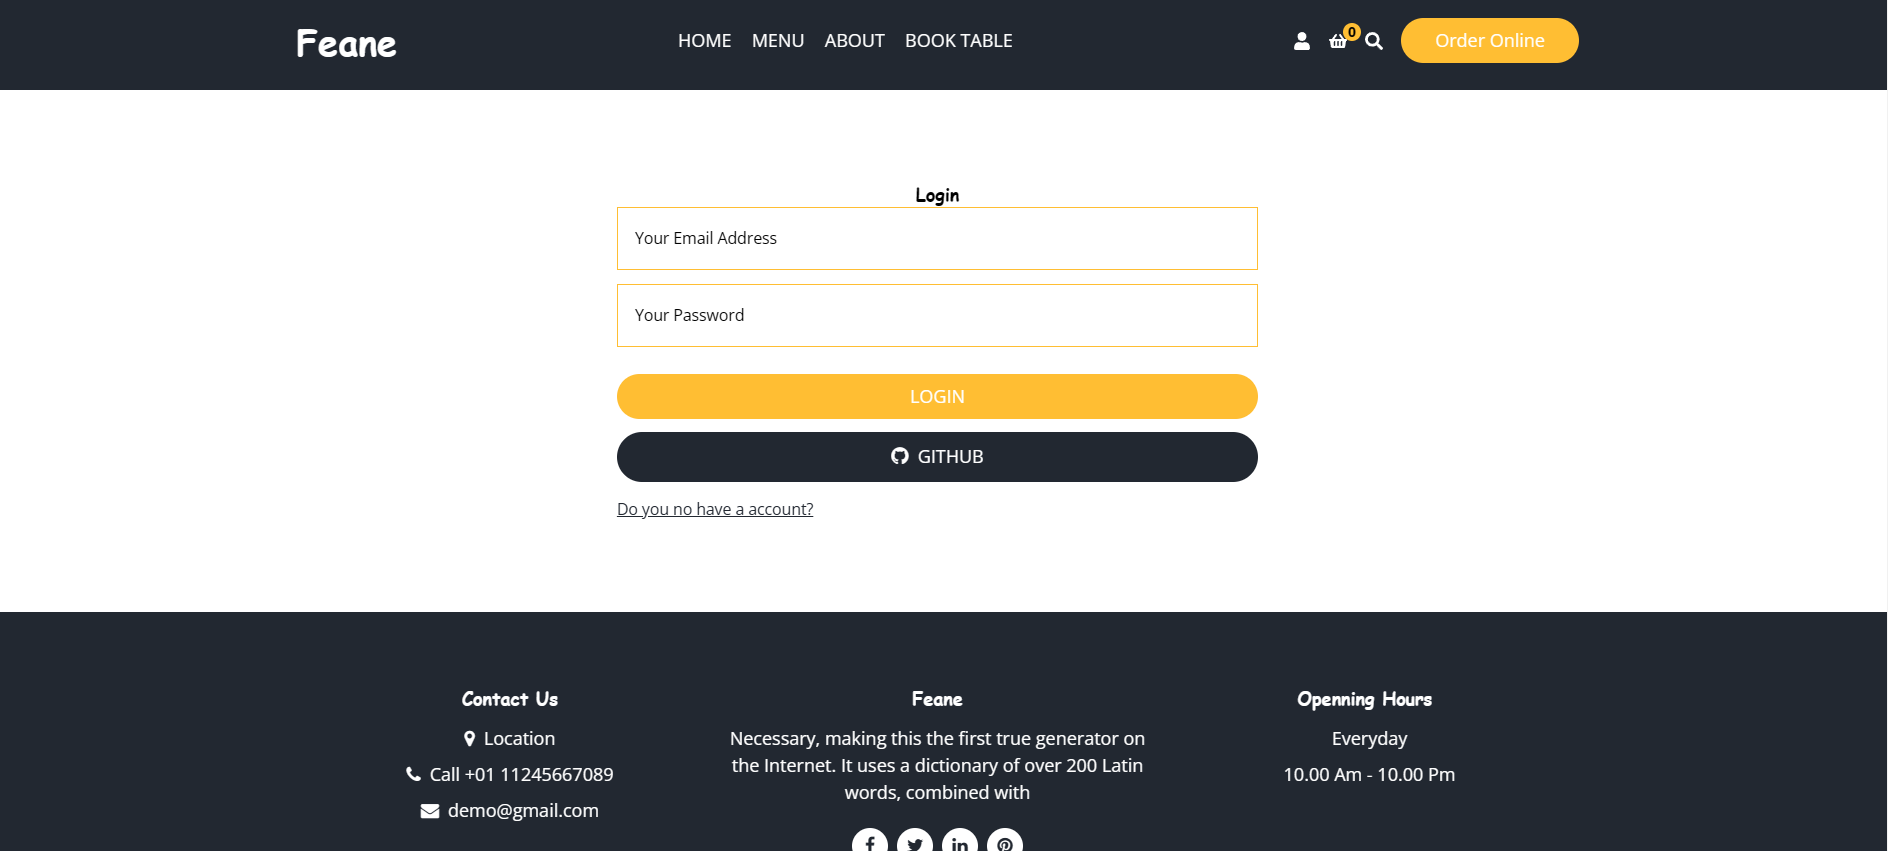 Feane
HOME MENU ABOUT BOOK TABLE
0
Order Online
Login
Your Email Address
Your Password
LOGIN
GITHUB
Do you no have a account?
Contact Us
Location
Call +01 11245667089
demo@gmail.com
Feane
Necessary, making this the first true generator on
the Internet. It uses a dictionary of over 200 Latin
words, combined with
Openning Hours
Everyday
10.00 Am - 10.00 Pm